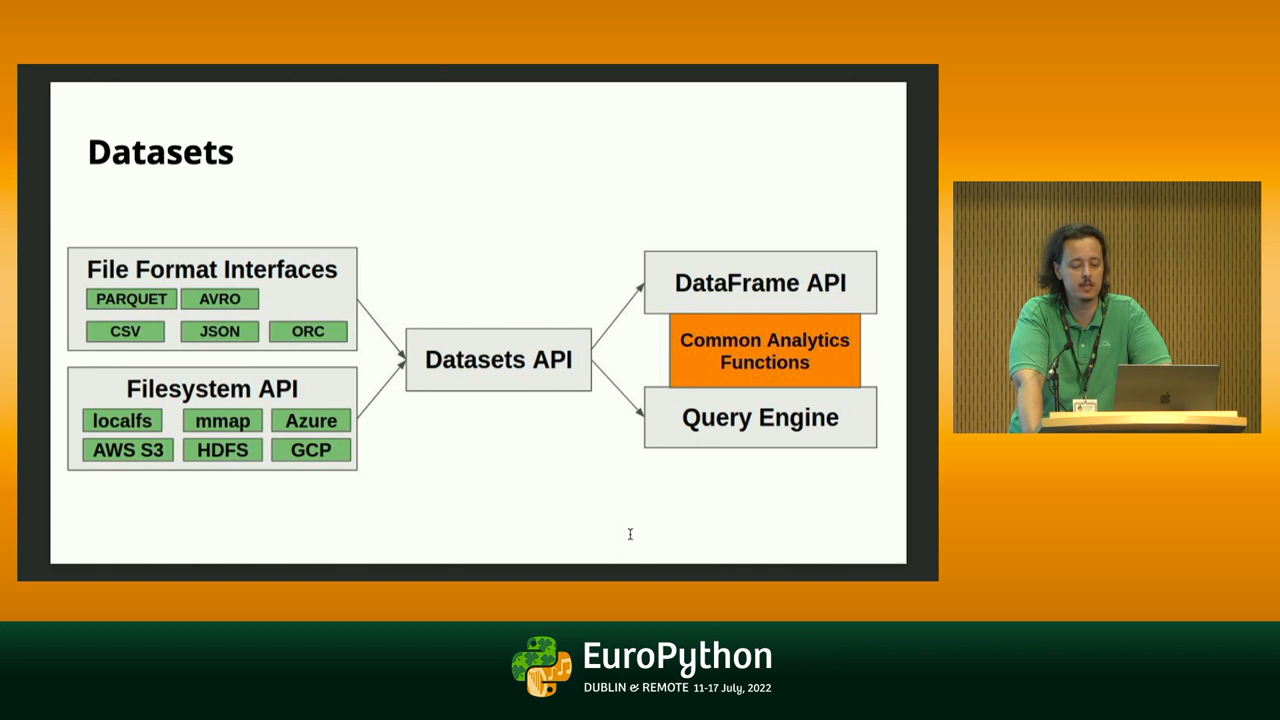 Datasets
File Format Interfaces
PARQUET AVRO
CSV JSON ORC
Filesystem API
localfs mmap Azure
AWS S3 HDFS GCP
Datasets API
DataFrame API
Common Analytics
Functions
Query Engine
EuroPython
DUBLIN & REMOTE 11-17 July, 2022